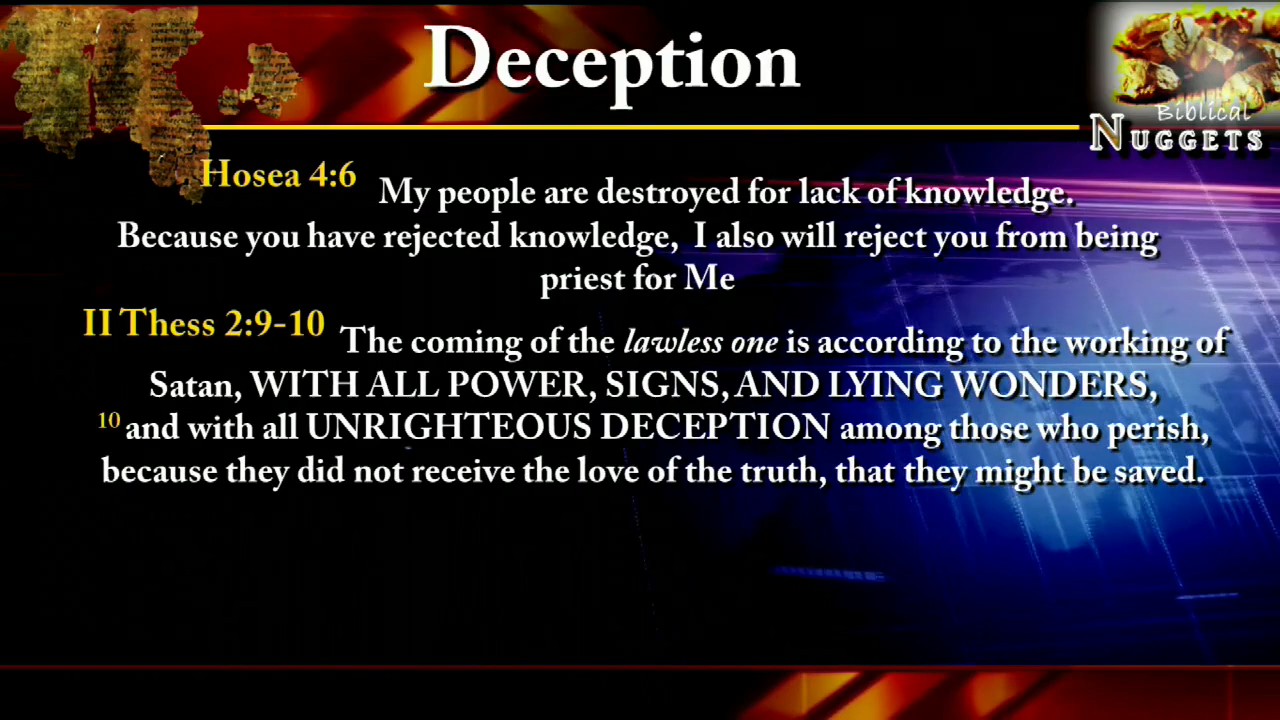 Deception
Biblical
NUGGETS
Hosea 4:6 My people are destroyed for lack of knowledge.
Because you have rejected knowledge, I also will reject you from being
priest for Me
II Thess 2:9-10 The coming of the lawless one is according to the working of
Satan, WITH ALL POWER, SIGNS, AND LYING WONDERS,
10 and with all UNRIGHTEOUS DECEPTION among those who perish,
because they did not receive the love of the truth, that they might be saved.